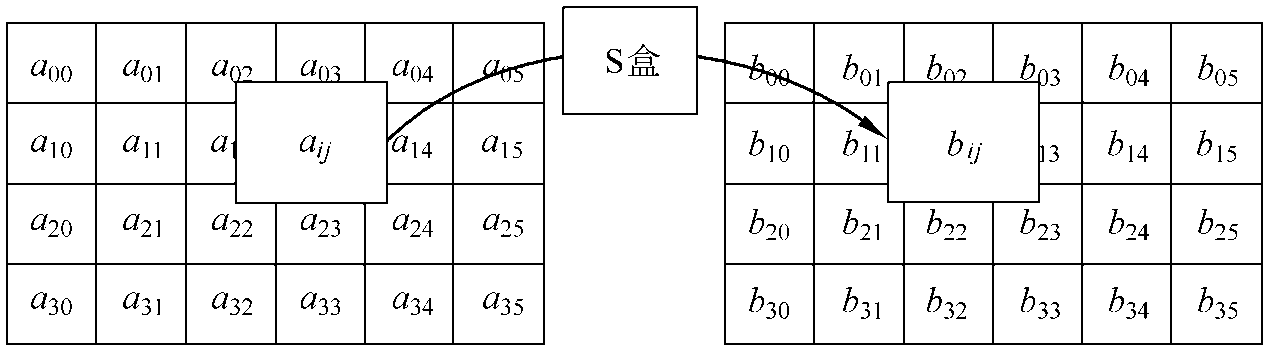 S盒
a00 a01 a02 a03 a04 a05 b00 b01 b02 b03 b04 b05
aij bij
a10 a11 a14 a15 b10 b11 13 b14 b15
a20 a21 a22 a23 a24 a25 b20 b21 b22 b23 b24 b25
a30 a31 a32 a33 a34 a35 b30 b31 b32 b33 b34 b35